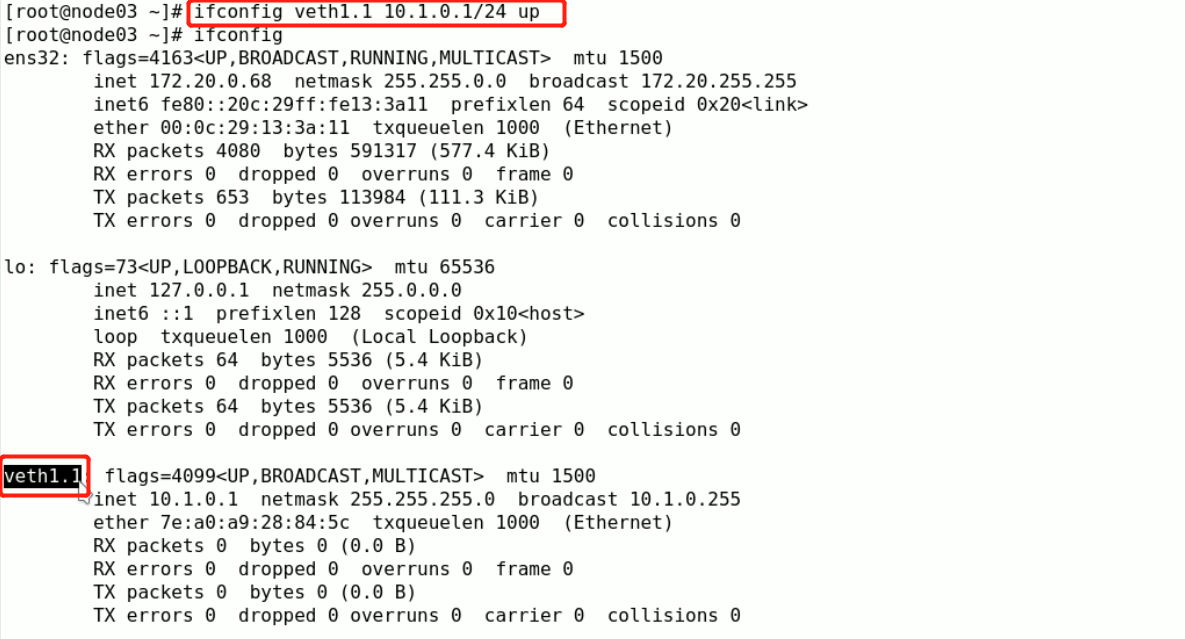 [root@node03 ~]# ifconfig veth1.1 10.1.0.1/24 up
[root@node03 ~]# ifconfig
ens32: flags=4163<UP,BROADCAST,RUNNING,MULTICAST>  mtu 1500
        inet 172.20.0.68  netmask 255.255.0.0  broadcast 172.20.255.255
        inet6 fe80::20c:29ff:fe13:3a11  prefixlen 64  scopeid 0x20<link>
        ether 00:0c:29:13:3a:11  txqueuelen 1000  (Ethernet)
        RX packets 4080  bytes 591317 (577.4 KiB)
        RX errors 0  dropped 0  overruns 0  frame 0
        TX packets 653  bytes 113984 (111.3 KiB)
        TX errors 0  dropped 0 overruns 0  carrier 0  collisions 0

lo: flags=73<UP,LOOPBACK,RUNNING>  mtu 65536
        inet 127.0.0.1  netmask 255.0.0.0
        inet6 ::1  prefixlen 128  scopeid 0x10<host>
        loop  txqueuelen 1000  (Local Loopback)
        RX packets 64  bytes 5536 (5.4 KiB)
        RX errors 0  dropped 0  overruns 0  frame 0
        TX packets 64  bytes 5536 (5.4 KiB)
        TX errors 0  dropped 0 overruns 0  carrier 0  collisions 0

veth1.1: flags=4099<UP,BROADCAST,MULTICAST>  mtu 1500
        inet 10.1.0.1  netmask 255.255.255.0  broadcast 10.1.0.255
        ether 7e:a0:a9:28:84:5c  txqueuelen 1000  (Ethernet)
        RX packets 0  bytes 0 (0.0 B)
        RX errors 0  dropped 0  overruns 0  frame 0
        TX packets 0  bytes 0 (0.0 B)
        TX errors 0  dropped 0 overruns 0  carrier 0  collisions 0